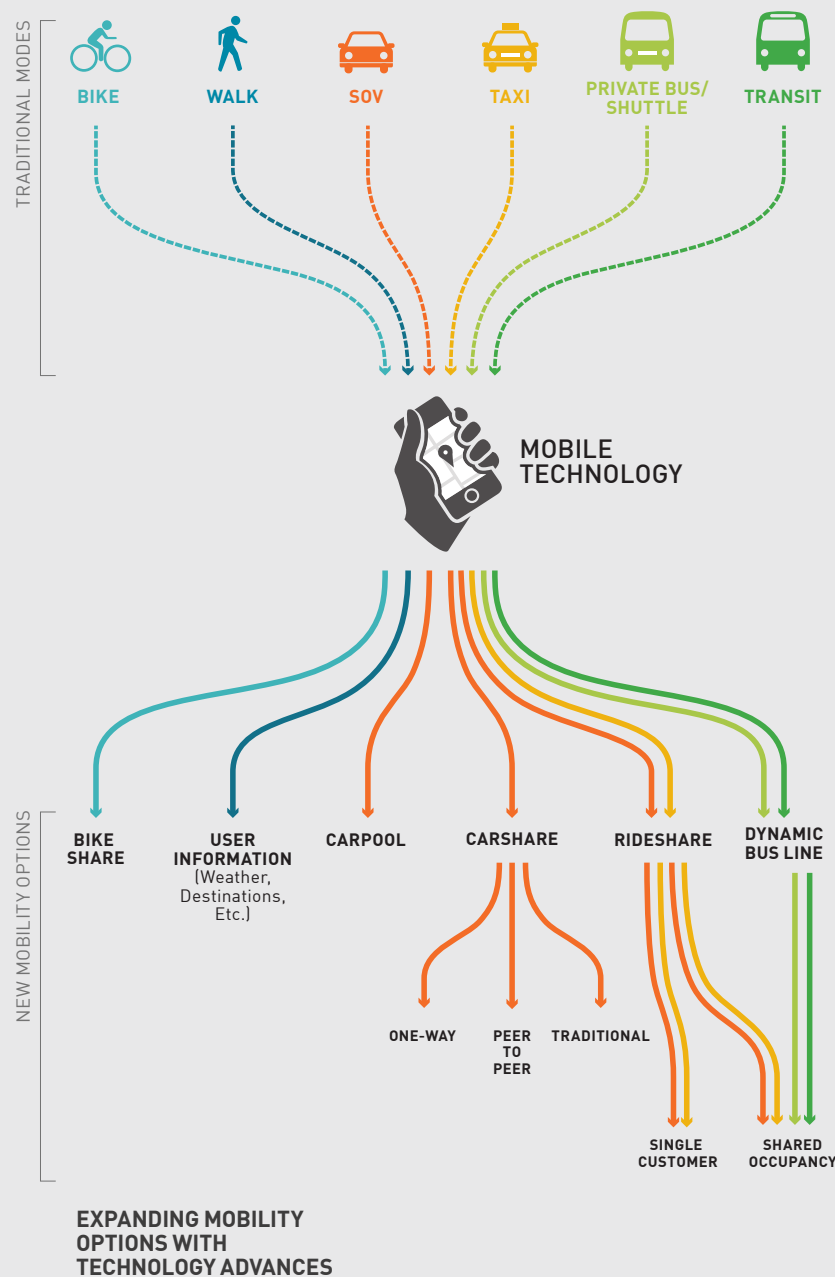 TRADITIONAL MODES
BIKE
WALK
SOV
TAXI
PRIVATE BUS/
SHUTTLE
TRANSIT
MOBILE
TECHNOLOGY
NEW MOBILITY OPTIONS
BIKE
SHARE
USER
INFORMATION
(Weather,
Destinations,
Etc.)
CARPOOL
CARSHARE
RIDESHARE
DYNAMIC
BUS LINE
ONE-WAY
PEER
TO
PEER
TRADITIONAL
SINGLE
CUSTOMER
SHARED
OCCUPANCY
EXPANDING MOBILITY
OPTIONS WITH
TECHNOLOGY ADVANCES